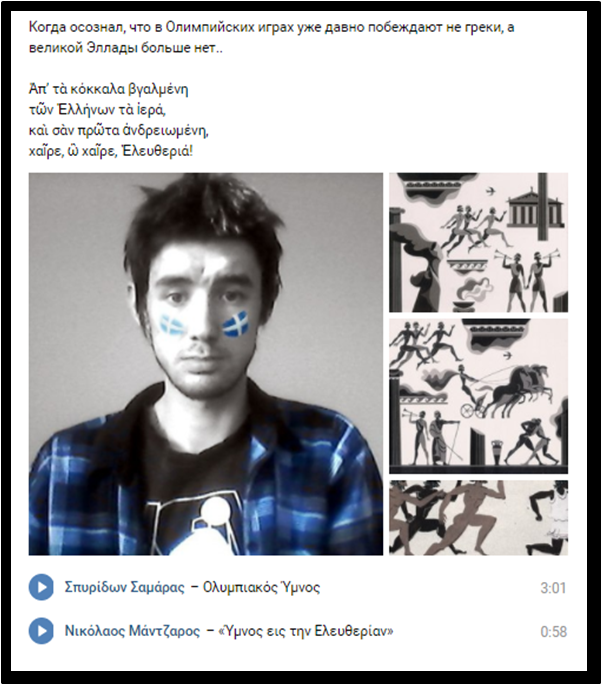 Когда осознал, что в Олимпийских играх уже давно побеждают не греки, а
великой Эллады больше нет..
Ἀπ’ τὰ κόκκαλα βγαλμένη
τῶν Ἑλλήνων τὰ ἱερά,
καὶ σὰν πρῶτα ἀνδρειωμένη,
χαῖρε, ὢ χαῖρε, Ἐλευθεριά!
Σπυρίδων Σαμάρας – Ολυμπιακός Ύμνος 3:01
Νικόλαος Μάντζαρος – «Ύμνος εις την Ελευθερίαν» 0:58